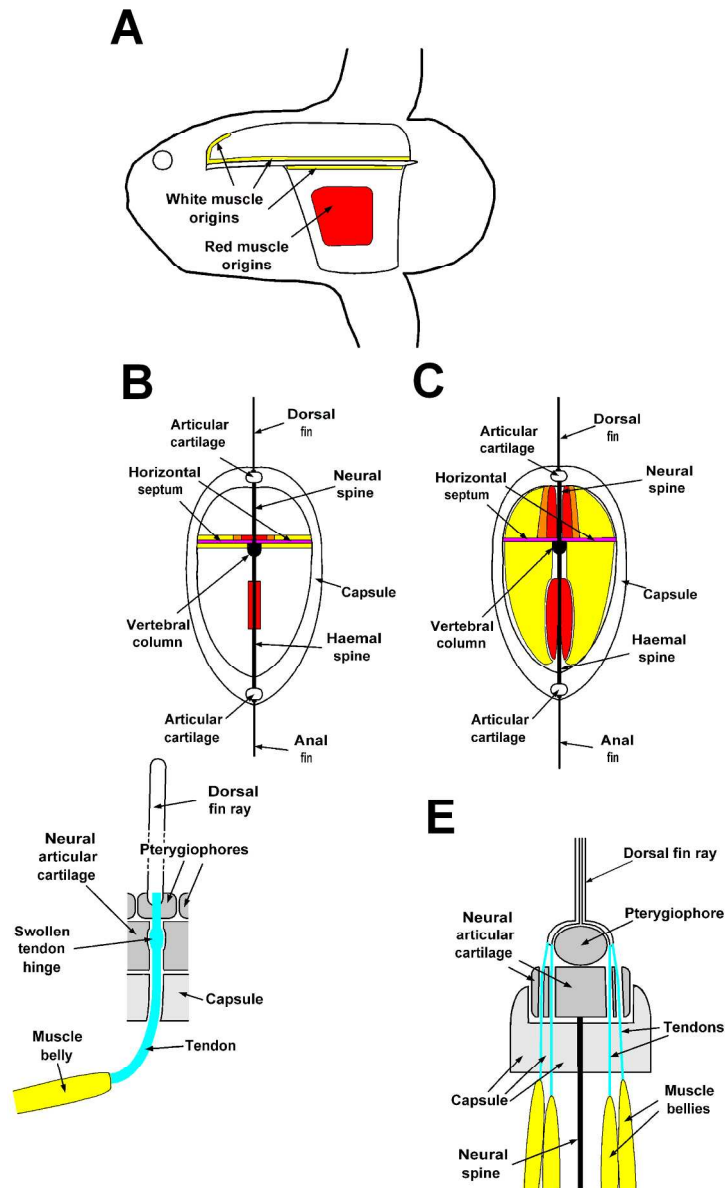 A
White muscle
origins
Red muscle
origins
B
Articular
cartilage
Dorsal
fin
Horizontal
septum
Neural
spine
Capsule
Vertebral
column
Haemal
spine
Articular
cartilage
Anal
fin
C
Articular
cartilage
Dorsal
fin
Horizontal
septum
Neural
spine
Capsule
Vertebral
column
Haemal
spine
Articular
cartilage
Anal
fin
Dorsal
fin ray
Neural
articular
cartilage
Pterygiophores
Swollen
tendon
hinge
Capsule
Muscle
belly
Tendon
E
Dorsal fin ray
Neural
articular
cartilage
Pterygiophore
Tendons
Capsule
Muscle
bellies
Neural
spine